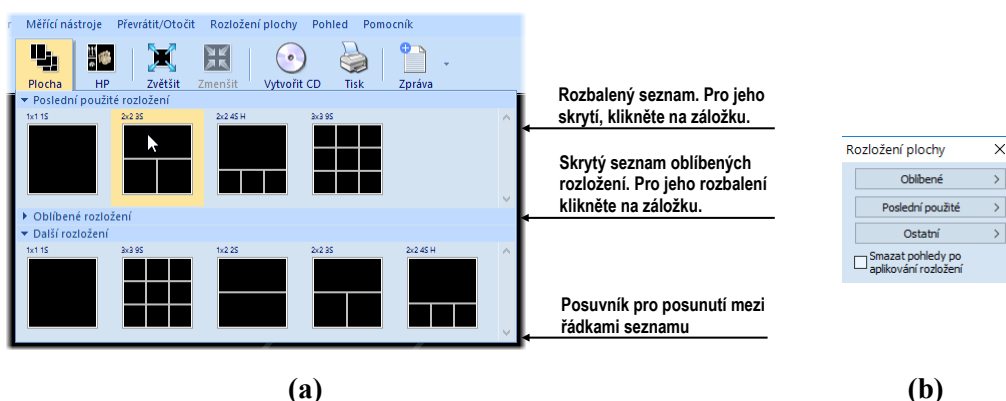 Měřící nástroje Převrátit/Otočit Rozložení plochy Pohled Pomocník
Plocha HP Zvětšit Zmenšit Vytvořit CD Tisk Zpráva
Poslední použité rozložení
1x1 1S 2x2 3S 2x2 4S H 3x3 9S
Oblíbené rozložení
Další rozložení
1x1 1S 3x3 9S 1x2 2S 2x2 3S 2x2 4S H
Rozbalený seznam. Pro jeho
skrytí, klikněte na záložku.
Skrytý seznam oblíbených
rozložení. Pro jeho rozbalení
klikněte na záložku.
Posuvník pro posunutí mezi
řádkami seznamu
(a)
Rozložení plochy
Oblíbené
Poslední použité
Ostatní
Smazat pohledy po
aplikování rozložení
(b)